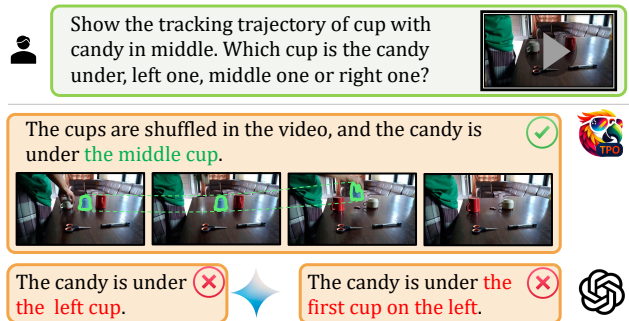 Show the tracking trajectory of cup with
candy in middle. Which cup is the candy
under, left one, middle one or right one?
The cups are shuffled in the video, and the candy is
under the middle cup.
TPO
The candy is under
the left cup.
The candy is under the
first cup on the left.